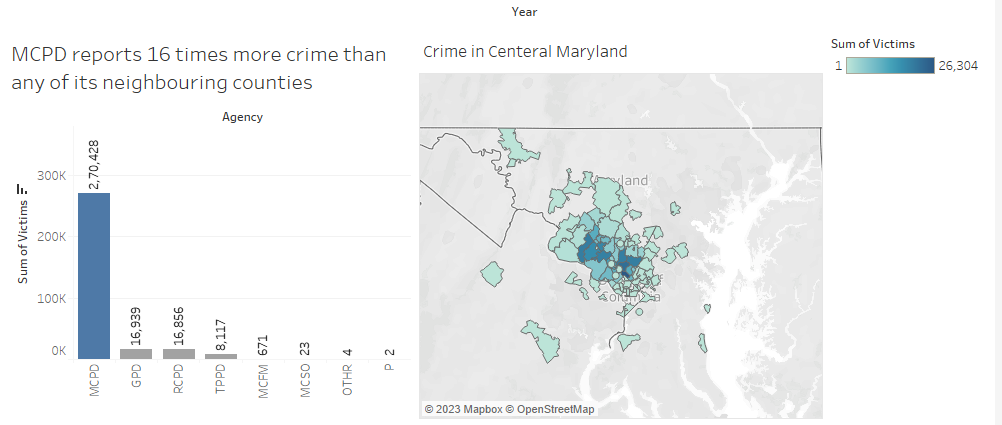 Year
MCPD reports 16 times more crime than
any of its neighbouring counties
Agency
Sum of Victims
300K
200K
100K
0K
2,70,428
16,939
16,856
8,117
671
23
4
2
MCPD
GPD
RCPD
TPPD
MCFM
MCSO
OTHR
P
Crime in Centeral Maryland
© 2023 Mapbox © OpenStreetMap
Sum of Victims
1
26,304